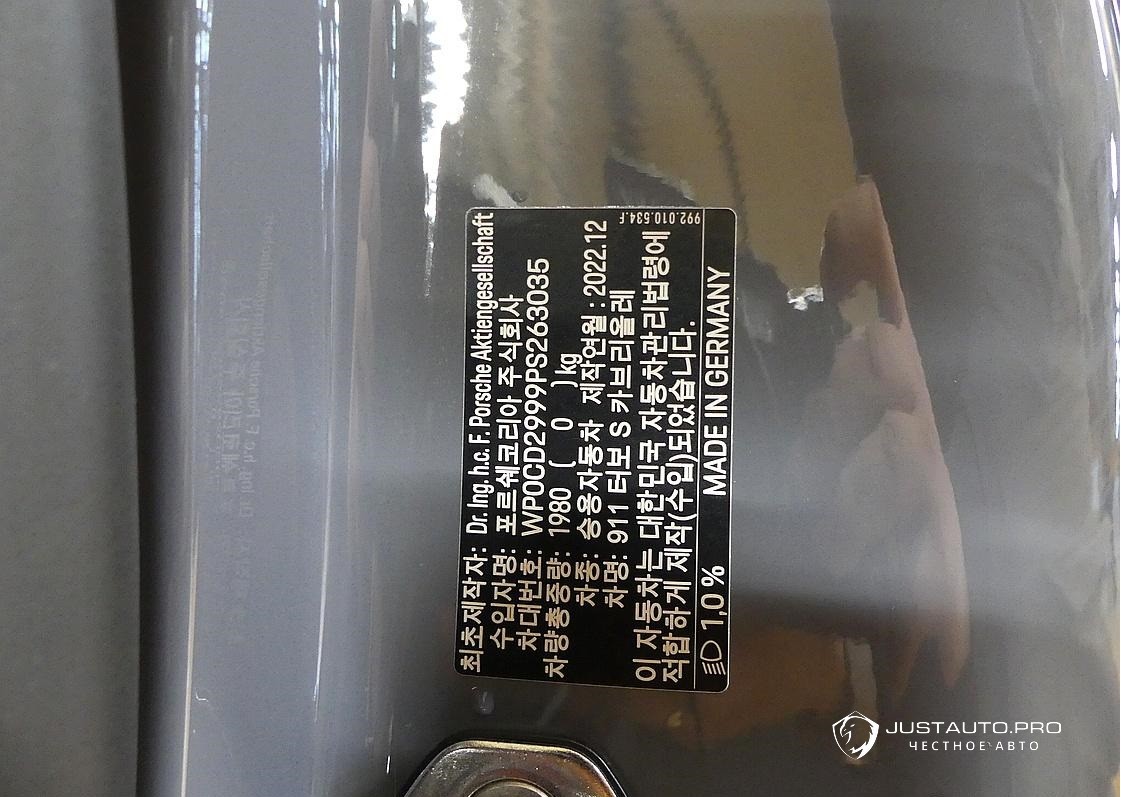 최초제작자: Dr. Ing. h.c. F. Porsche Aktiengesellschaft
수입자명: 포르쉐코리아 주식회사
차대번호: WP0CD2999PS263035
차량총중량: 1980 ( 0 ) kg
차종: 승용자동차 제작연월 : 2022.12
차명: 911 터보 S 카브리올레
992.010.534.F
이 자동차는 대한민국 자동차관리법령에
적합하게 제작(수입)되었습니다.
1,0 % MADE IN GERMANY
JUSTAUTO.PRO
ЧЕСТНОЕ АВТО